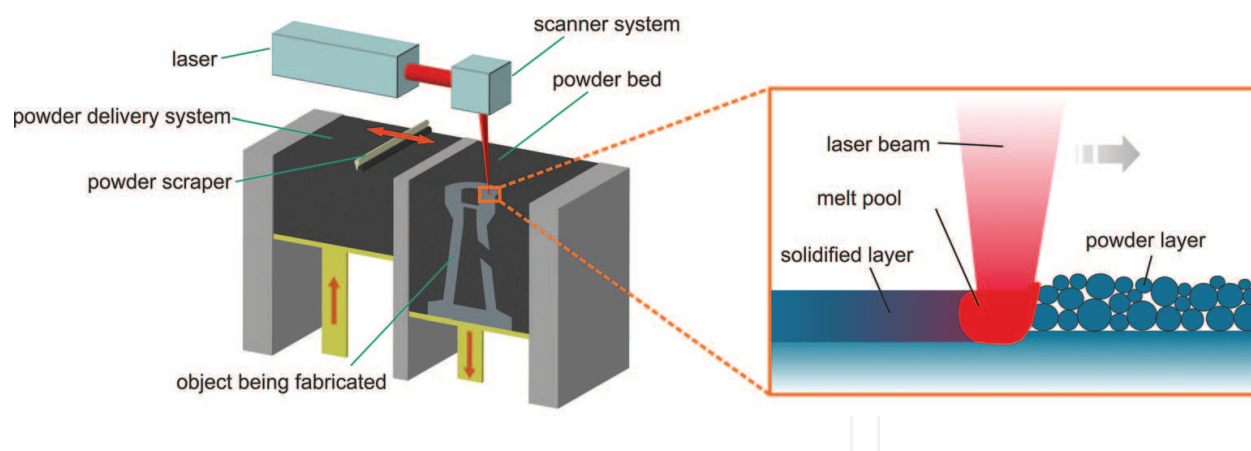 scanner system
laser
powder bed
powder delivery system
powder scraper
object being fabricated
laser beam
melt pool
powder layer
solidified layer